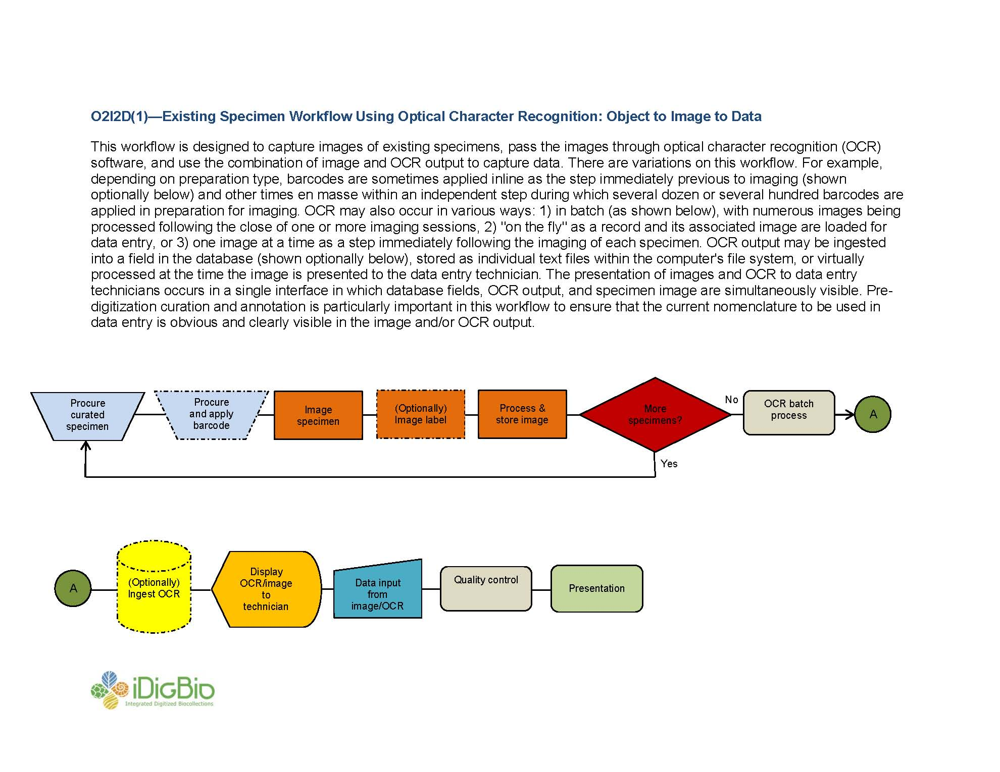 O2I2D(1)—Existing Specimen Workflow Using Optical Character Recognition: Object to Image to Data
This workflow is designed to capture images of existing specimens, pass the images through optical character recognition (OCR)
software, and use the combination of image and OCR output to capture data. There are variations on this workflow. For example,
depending on preparation type, barcodes are sometimes applied inline as the step immediately previous to imaging (shown
optionally below) and other times en masse within an independent step during which several dozen or several hundred barcodes are
applied in preparation for imaging. OCR may also occur in various ways: 1) in batch (as shown below), with numerous images being
processed following the close of one or more imaging sessions, 2) "on the fly" as a record and its associated image are loaded for
data entry, or 3) one image at a time as a step immediately following the imaging of each specimen. OCR output may be ingested
into a field in the database (shown optionally below), stored as individual text files within the computer's file system, or virtually
processed at the time the image is presented to the data entry technician. The presentation of images and OCR to data entry
technicians occurs in a single interface in which database fields, OCR output, and specimen image are simultaneously visible. Pre-
digitization curation and annotation is particularly important in this workflow to ensure that the current nomenclature to be used in
data entry is obvious and clearly visible in the image and/or OCR output.
Procure
curated
specimen
Procure
and apply
barcode
Image
specimen
(Optionally)
Image label
Process &
store image
More
specimens?
No
Yes
OCR batch
process
A
A
(Optionally)
Ingest OCR
Display
OCR/image
to
technician
Data input
from
image/OCR
Quality control
Presentation
iDigBio
Integrated Digitized Biocollections